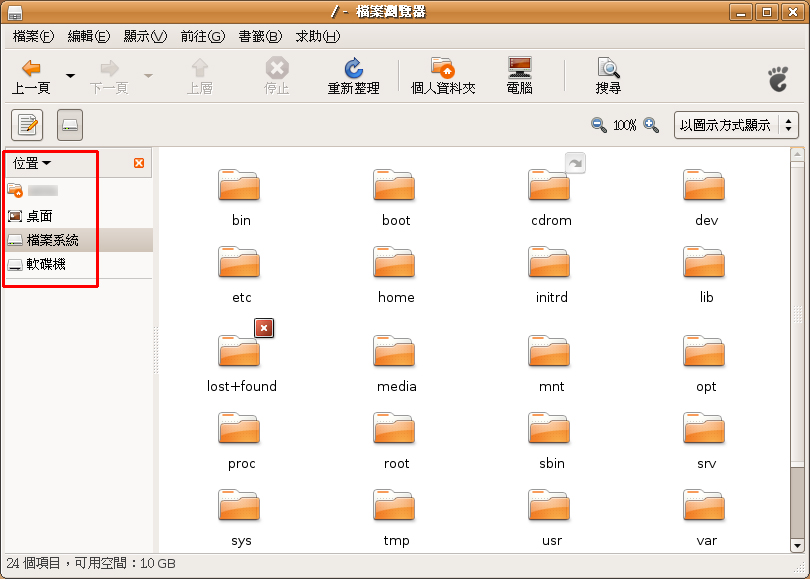 / - 檔案瀏覽器
檔案(F) 編輯(E) 顯示(V) 前往(G) 書籤(B) 求助(H)
上一頁 下一頁 上層 停止 重新整理 個人資料夾 電腦 搜尋
100% 以圖示方式顯示
位置
桌面
檔案系統
軟碟機
bin boot cdrom dev
etc home initrd lib
lost+found media mnt opt
proc root sbin srv
sys tmp usr var
24 個項目，可用空間：10 GB